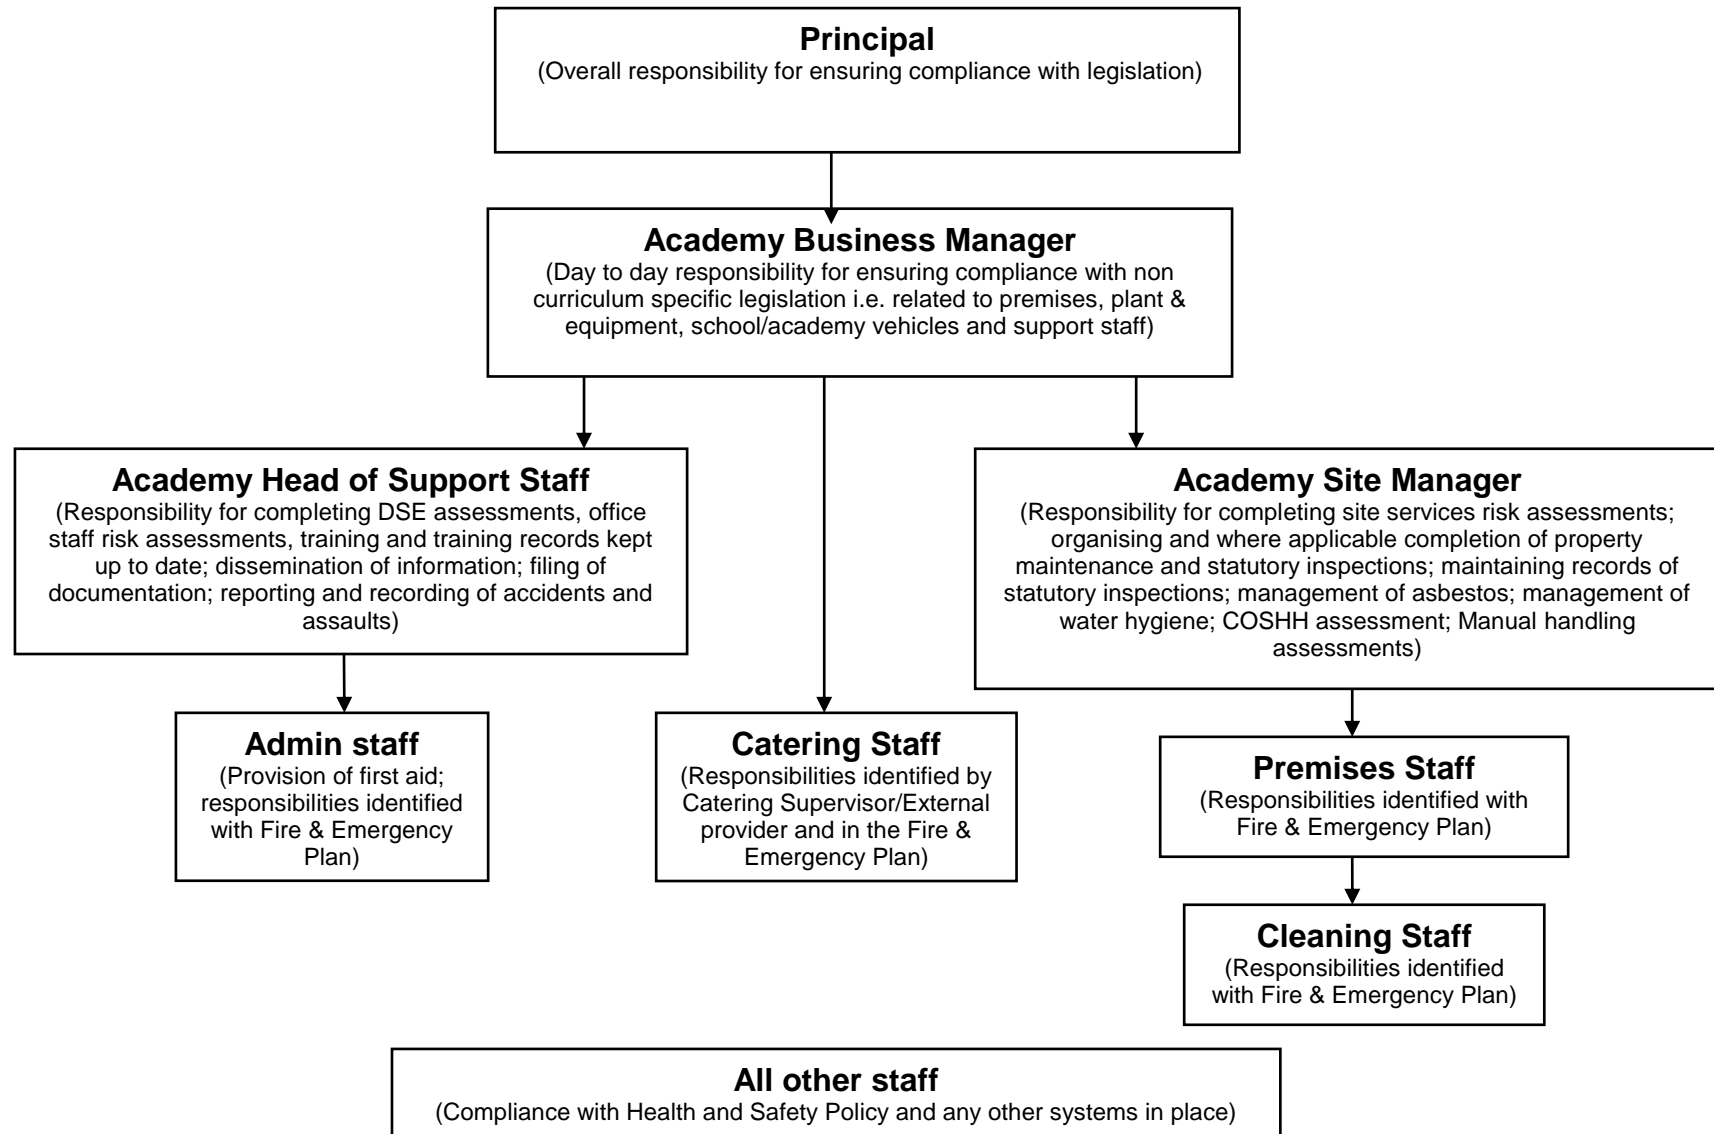 Principal
(Overall responsibility for ensuring compliance with legislation)
Academy Business Manager
(Day to day responsibility for ensuring compliance with non
curriculum specific legislation i.e. related to premises, plant &
equipment, school/academy vehicles and support staff)
Academy Head of Support Staff
(Responsibility for completing DSE assessments, office
staff risk assessments, training and training records kept
up to date; dissemination of information; filing of
documentation; reporting and recording of accidents and
assaults)
Academy Site Manager
(Responsibility for completing site services risk assessments;
organising and where applicable completion of property
maintenance and statutory inspections; maintaining records of
statutory inspections; management of asbestos; management of
water hygiene; COSHH assessment; Manual handling
assessments)
Admin staff
(Provision of first aid;
responsibilities identified
with Fire & Emergency
Plan)
Catering Staff
(Responsibilities identified by
Catering Supervisor/External
provider and in the Fire &
Emergency Plan)
Premises Staff
(Responsibilities identified with
Fire & Emergency Plan)
Cleaning Staff
(Responsibilities identified
with Fire & Emergency Plan)
All other staff
(Compliance with Health and Safety Policy and any other systems in place)